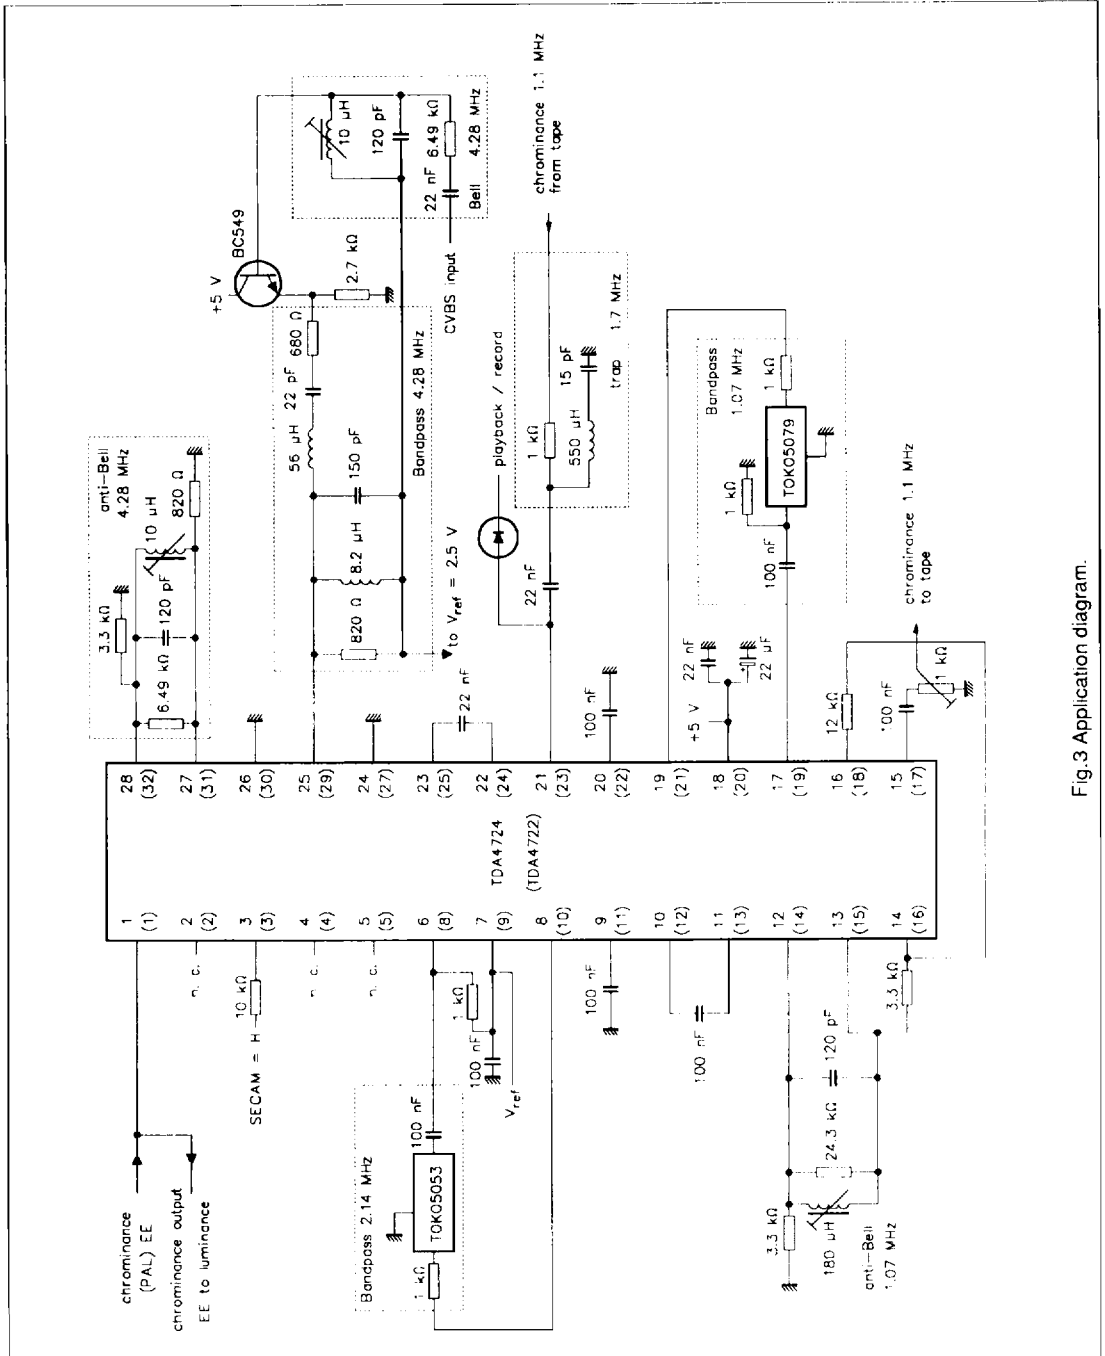 chrominance
(PAL) EE
chrominance output
EE to luminance
SECAM = H
10 kΩ
n. c.
n. c.
n. c.
Bandpass 2.14 MHz
1 kΩ
TOKO5053
100 nF
1 kΩ
100 nF
Vref
100 nF
100 nF
3.3 kΩ
180 µH
24.3 kΩ
120 pF
3.3 kΩ
anti-Bell
1.07 MHz
1
(1)
2
(2)
3
(3)
4
(4)
5
(5)
6
(8)
7
(9)
8
(10)
9
(11)
10
(12)
11
(13)
12
(14)
13
(15)
14
(16)
TDA4724
(TDA4722)
28
(32)
27
(31)
26
(30)
25
(29)
24
(27)
23
(25)
22
(24)
21
(23)
20
(22)
19
(21)
18
(20)
17
(19)
16
(18)
15
(17)
anti-Bell
4.28 MHz
3.3 kΩ
6.49 kΩ
120 pF
10 µH
820 Ω
+5 V
BC549
680 Ω
22 pF
56 µH
150 pF
8.2 µH
820 Ω
Bandpass 4.28 MHz
2.7 kΩ
to Vref = 2.5 V
10 µH
120 pF
22 nF
6.49 kΩ
Bell
4.28 MHz
CVBS input
22 nF
playback / record
22 nF
1 kΩ
550 µH
15 pF
trap
1.7 MHz
chrominance 1.1 MHz
from tape
100 nF
+5 V
22 nF
22 µF
Bandpass
1.07 MHz
100 nF
1 kΩ
TOKO5079
1 kΩ
12 kΩ
100 nF
1 kΩ
chrominance 1.1 MHz
to tape
Fig.3 Application diagram.